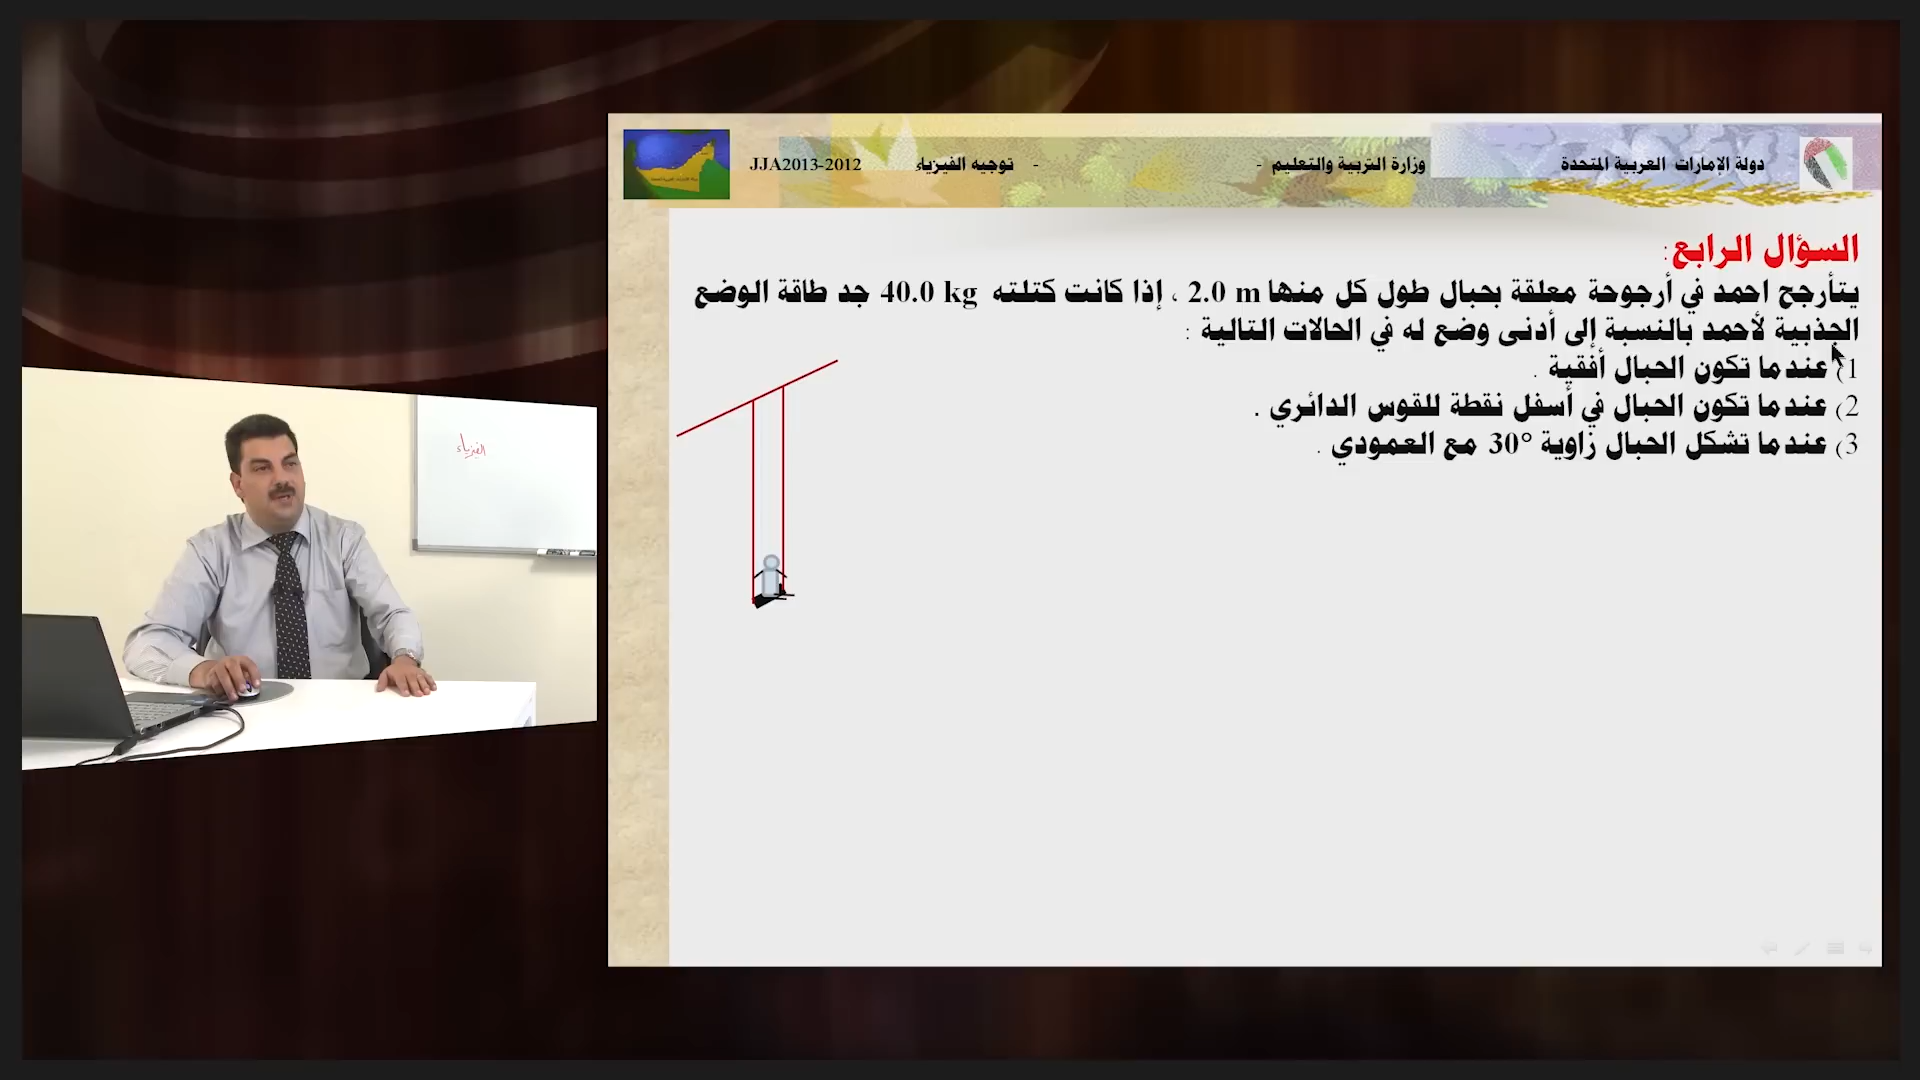 دولة الإمارات العربية المتحدة
وزارة التربية والتعليم -
- توجيه الفيزياء
JJA2013-2012
السؤال الرابع :
يتأرجح احمد في أرجوحة معلقة بحبال طول كل منها 2.0 m ، إذا كانت كتلته 40.0 kg جد طاقة الوضع
الجذبية لأحمد بالنسبة إلى أدنى وضع له في الحالات التالية :
1) عندما تكون الحبال أفقية .
2) عندما تكون الحبال في أسفل نقطة للقوس الدائري .
3) عندما تشكل الحبال زاوية 30° مع العمودي .
الفيزياء